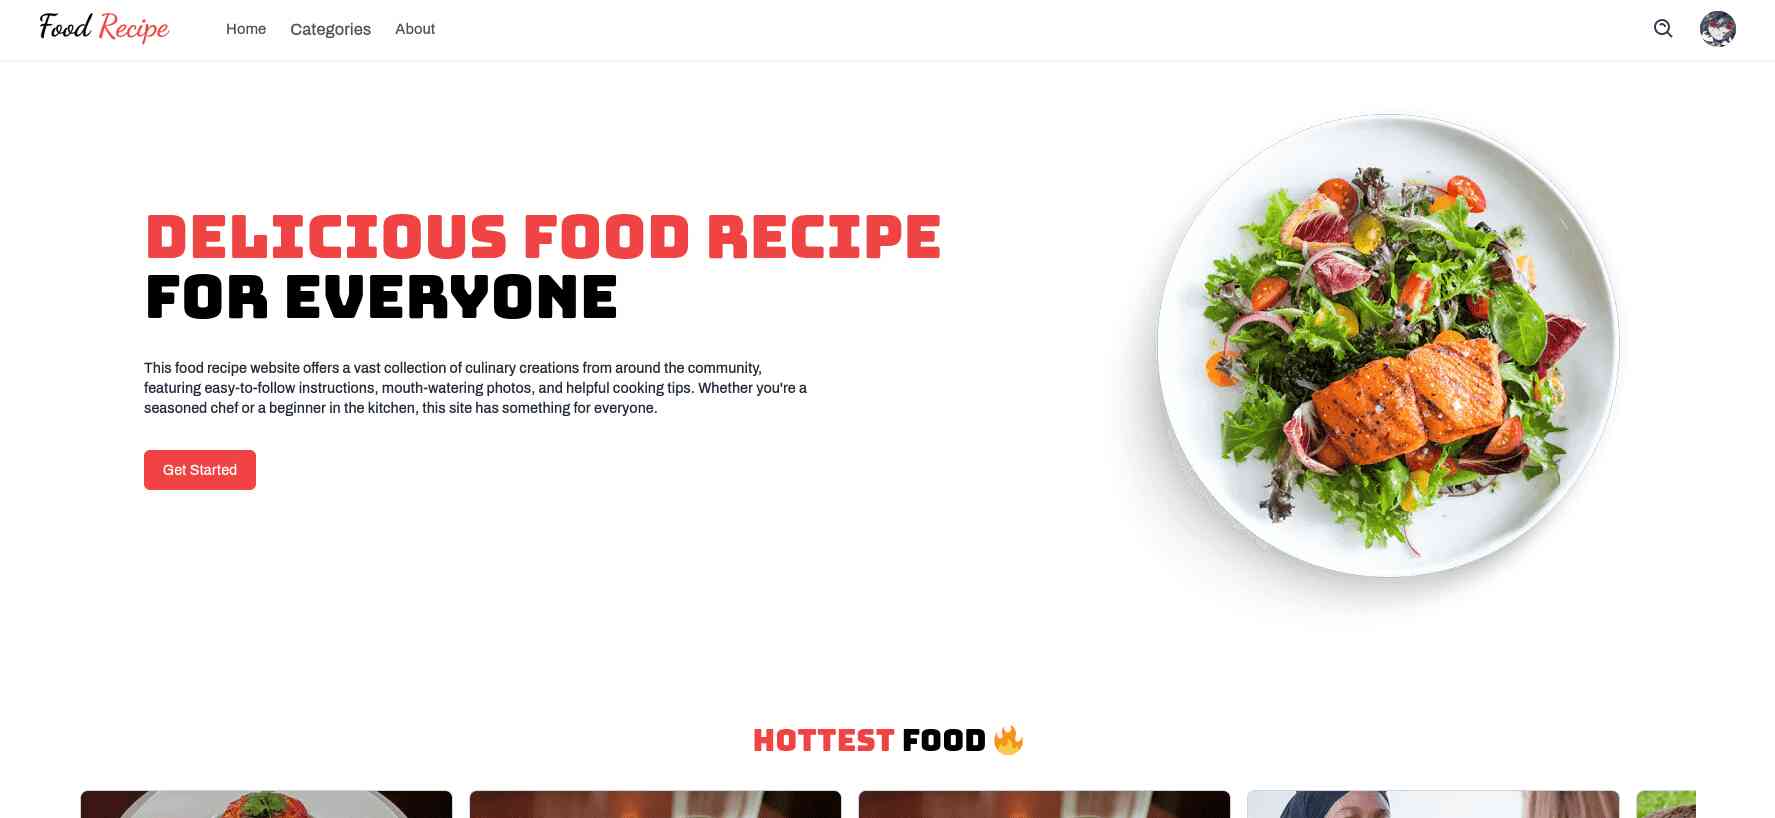 Food Recipe
Home
Categories
About
DELICIOUS FOOD RECIPE
FOR EVERYONE
This food recipe website offers a vast collection of culinary creations from around the community,
featuring easy-to-follow instructions, mouth-watering photos, and helpful cooking tips. Whether you're a
seasoned chef or a beginner in the kitchen, this site has something for everyone.
Get Started
HOTTEST FOOD 🔥